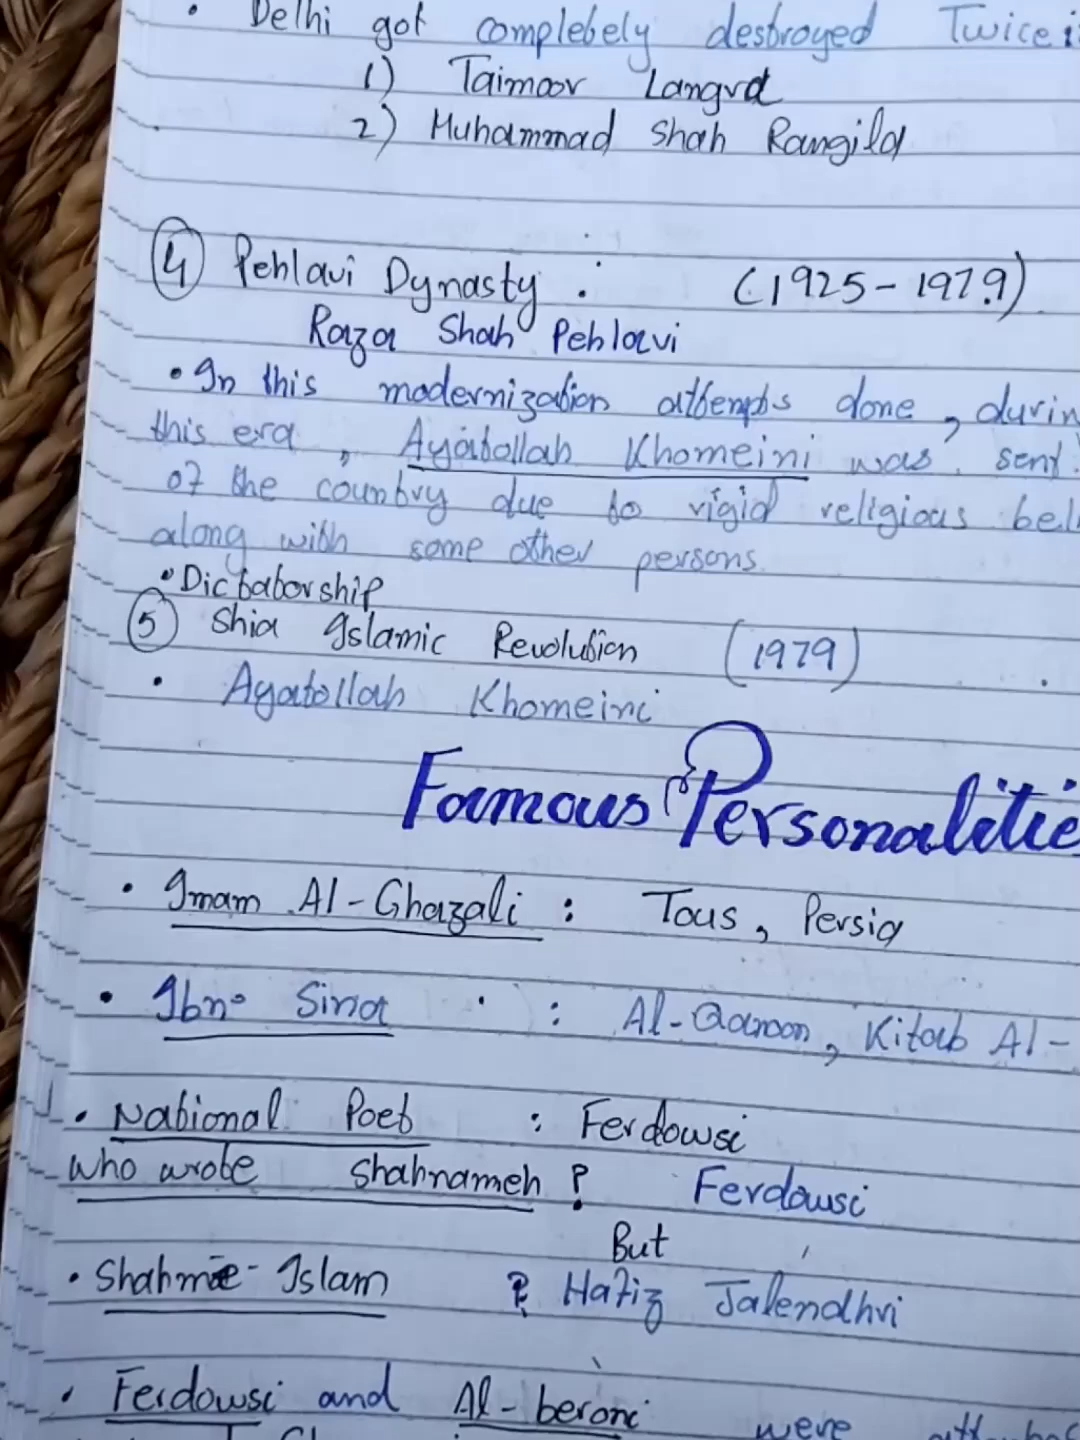 • Delhi got completely destroyed Twice
1) Taimoor Langra
2) Muhammad Shah Rangila
4 Pehlavi Dynasty : (1925-1979)
Raza Shah Pehlavi
• In this modernization attempts done, durin
this era, Ayatollah Khomeini was sent
of the country due to rigid religious bel
along with some other persons.
• Dictatorship
5 Shia Islamic Revolution (1979)
• Ayatollah Khomeini
Famous Personalitie
• Imam Al-Ghazali : Tous, Persia
• Ibn-Sina : Al-Qanoon, Kitab Al-
• National Poet : Ferdowsi
Who wrote Shahnameh ? Ferdowsi
But
• Shahnae-Islam ? Hafiz Jalendhri
• Ferdowsi and Al-beroni were